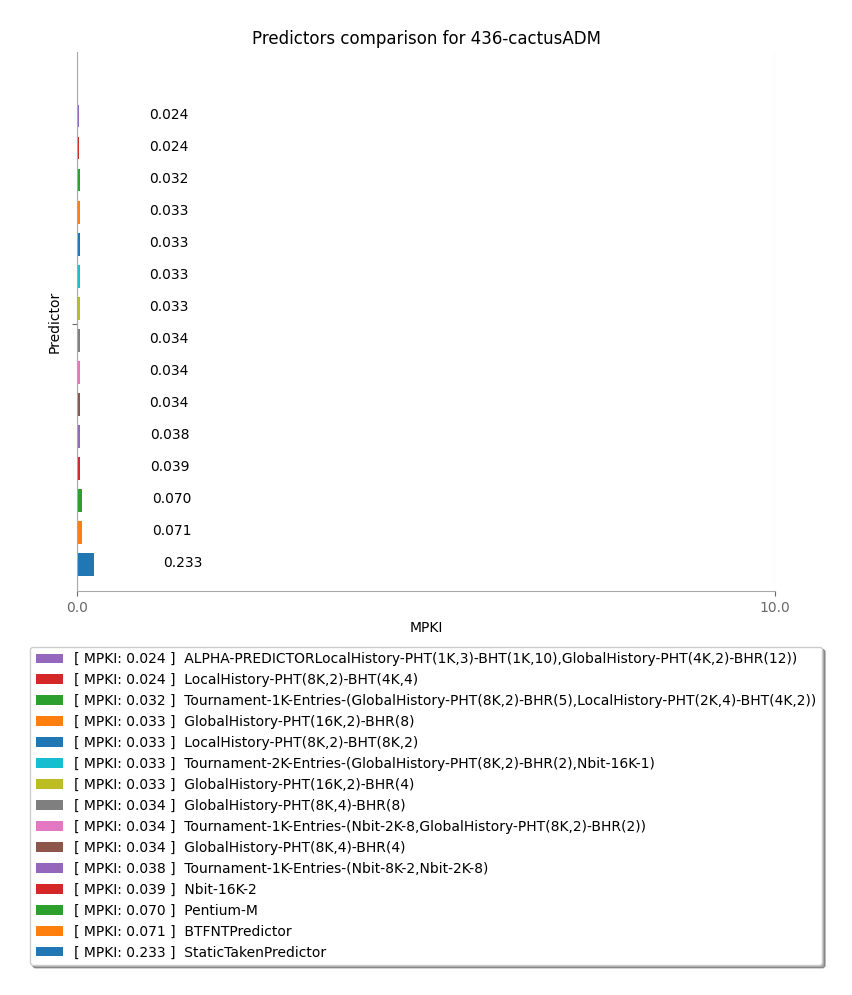 Predictors comparison for 436-cactusADM
0.024
0.024
0.032
0.033
0.033
0.033
0.033
0.034
0.034
0.034
0.038
0.039
0.070
0.071
0.233
Predictor
0.0
10.0
MPKI
[ MPKI: 0.024 ] ALPHA-PREDICTORLocalHistory-PHT(1K,3)-BHT(1K,10),GlobalHistory-PHT(4K,2)-BHR(12))
[ MPKI: 0.024 ] LocalHistory-PHT(8K,2)-BHT(4K,4)
[ MPKI: 0.032 ] Tournament-1K-Entries-(GlobalHistory-PHT(8K,2)-BHR(5),LocalHistory-PHT(2K,4)-BHT(4K,2))
[ MPKI: 0.033 ] GlobalHistory-PHT(16K,2)-BHR(8)
[ MPKI: 0.033 ] LocalHistory-PHT(8K,2)-BHT(8K,2)
[ MPKI: 0.033 ] Tournament-2K-Entries-(GlobalHistory-PHT(8K,2)-BHR(2),Nbit-16K-1)
[ MPKI: 0.033 ] GlobalHistory-PHT(16K,2)-BHR(4)
[ MPKI: 0.034 ] GlobalHistory-PHT(8K,4)-BHR(8)
[ MPKI: 0.034 ] Tournament-1K-Entries-(Nbit-2K-8,GlobalHistory-PHT(8K,2)-BHR(2))
[ MPKI: 0.034 ] GlobalHistory-PHT(8K,4)-BHR(4)
[ MPKI: 0.038 ] Tournament-1K-Entries-(Nbit-8K-2,Nbit-2K-8)
[ MPKI: 0.039 ] Nbit-16K-2
[ MPKI: 0.070 ] Pentium-M
[ MPKI: 0.071 ] BTFNTPredictor
[ MPKI: 0.233 ] StaticTakenPredictor